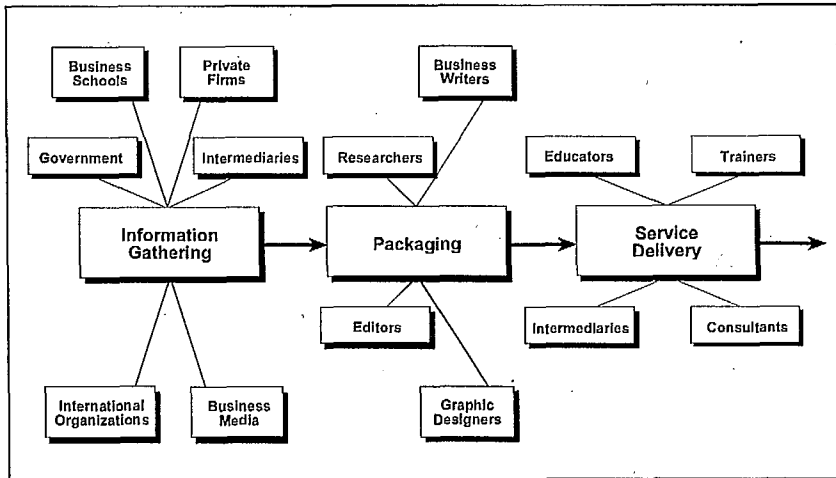 Business
Schools
Private
Firms
Business
Writers
Government
Intermediaries
Researchers
Educators
Trainers
Information
Gathering
Packaging
Service
Delivery
Editors
Intermediaries
Consultants
International
Organizations
Business
Media
Graphic
Designers